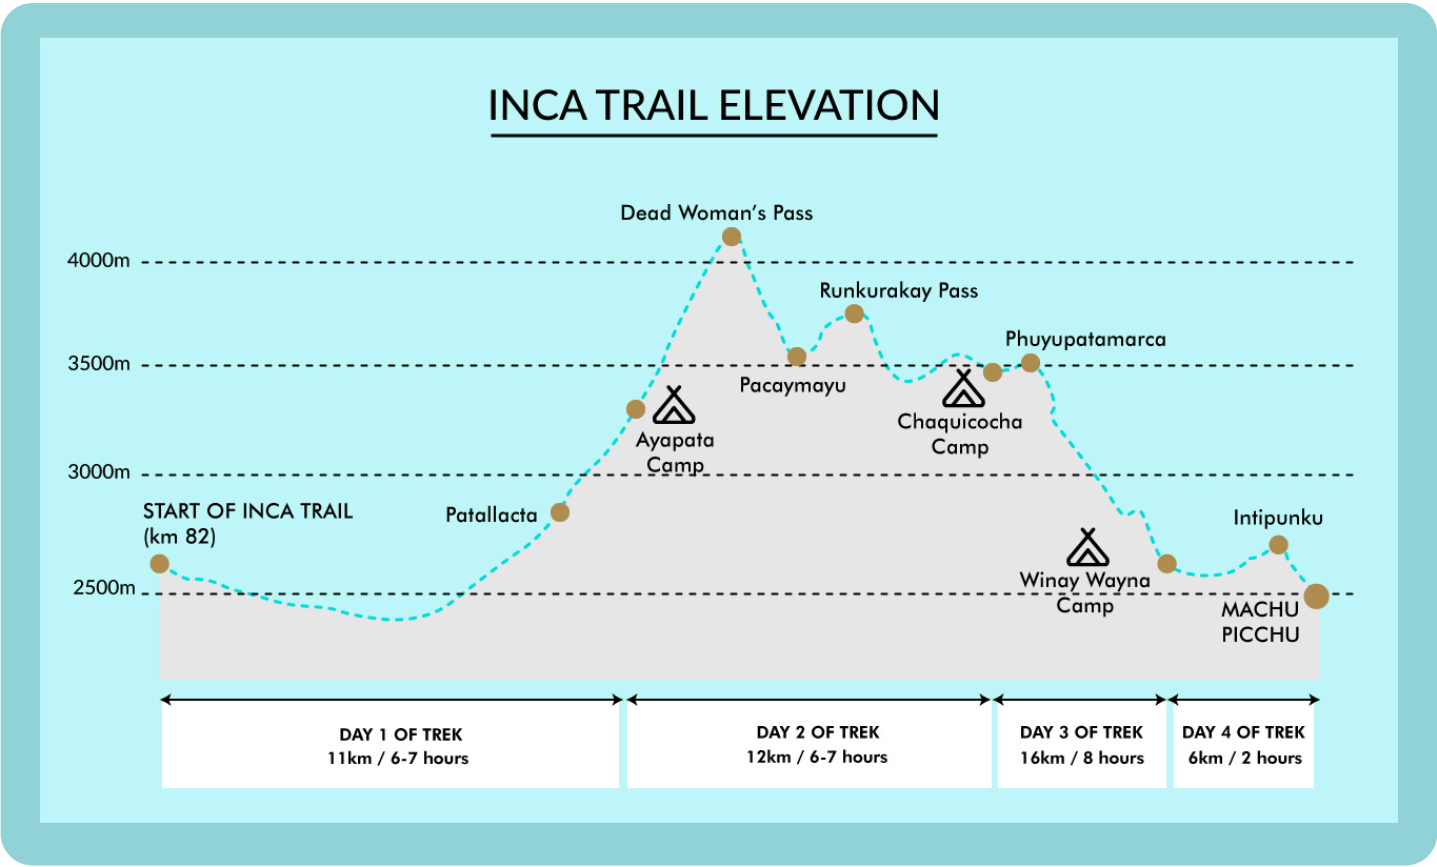 INCA TRAIL ELEVATION
Dead Woman's Pass
4000m
Runkurakay Pass
Phuyupatamarca
3500m
Pacaymayu
Chaquicocha
Camp
Ayapata
Camp
3000m
START OF INCA TRAIL
(km 82)
Patallacta
Intipunku
2500m
Winay Wayna
Camp
MACHU
PICCHU
DAY 1 OF TREK
11km / 6-7 hours
DAY 2 OF TREK
12km / 6-7 hours
DAY 3 OF TREK
16km / 8 hours
DAY 4 OF TREK
6km / 2 hours